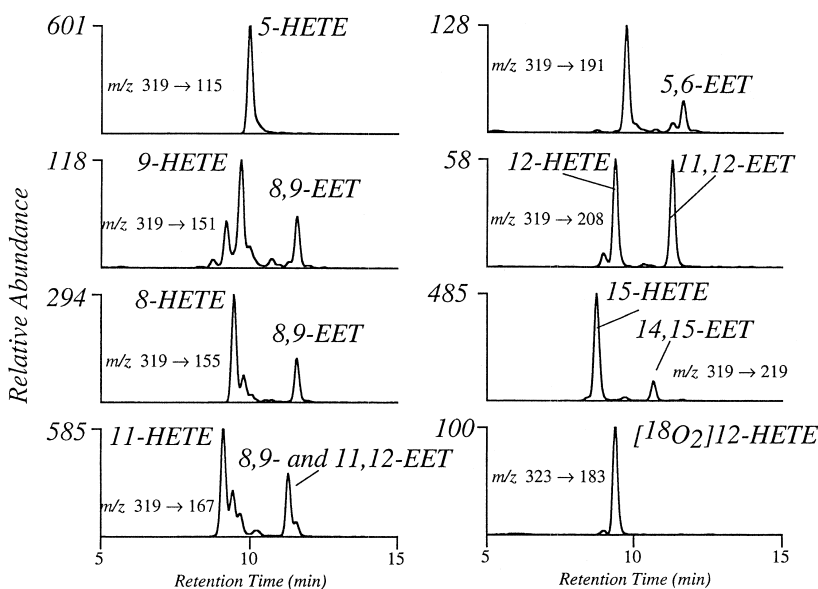 601
5-HETE
m/z 319 → 115
118
9-HETE
8,9-EET
m/z 319 → 151
294
8-HETE
8,9-EET
m/z 319 → 155
585
11-HETE
8,9- and 11,12-EET
m/z 319 → 167
5 10 15
Retention Time (min)
Relative Abundance
128
m/z 319 → 191
5,6-EET
58
12-HETE
11,12-EET
m/z 319 → 208
485
15-HETE
14,15-EET
m/z 319 → 219
100
[18O2]12-HETE
m/z 323 → 183
5 10 15
Retention Time (min)